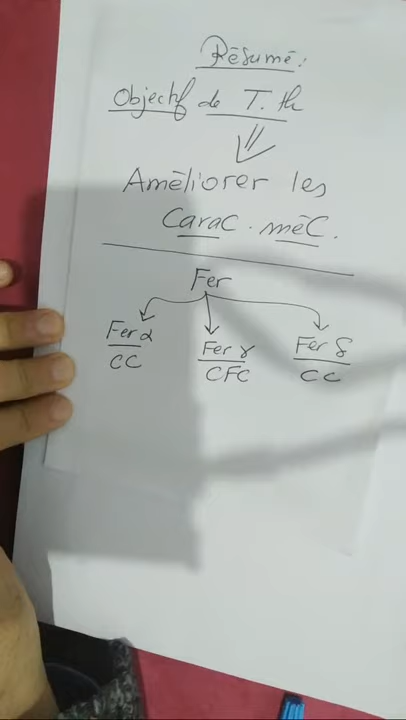 Résumé:
Objectif de T.th
Améliorer les
Carac.méc.
Fer
Fer α Fer γ Fer δ
CC CFC CC